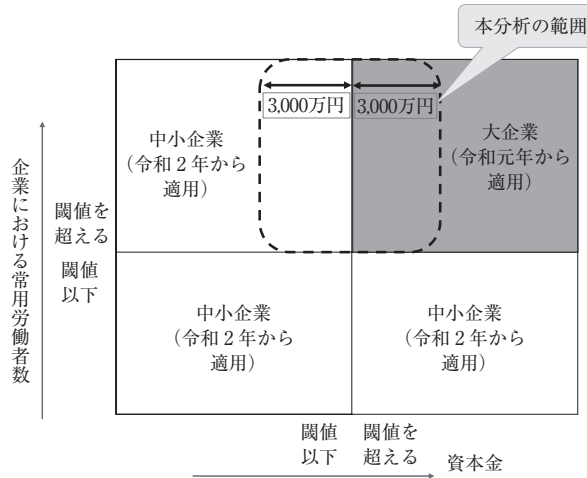 本分析の範囲
3,000万円
3,000万円
中小企業
（令和２年から
適用）
大企業
（令和元年から
適用）
企業における常用労働者数
閾値を
超える
閾値
以下
中小企業
（令和２年から
適用）
中小企業
（令和２年から
適用）
閾値
以下
閾値を
超える
資本金